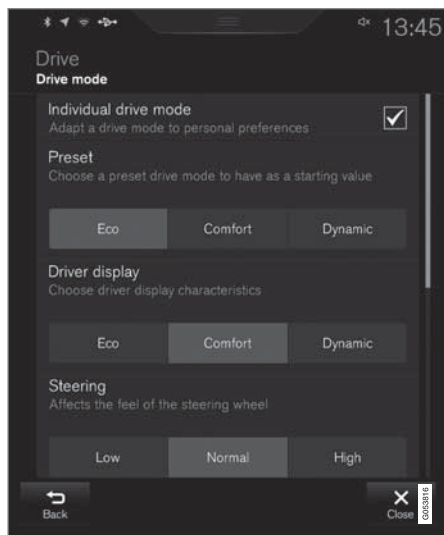 13:45
Drive
Drive mode
Individual drive mode
Adapt a drive mode to personal preferences
Preset
Choose a preset drive mode to have as a starting value
Eco Comfort Dynamic
Driver display
Choose driver display characteristics
Eco Comfort Dynamic
Steering
Affects the feel of the steering wheel
Low Normal High
Back Close
G053816